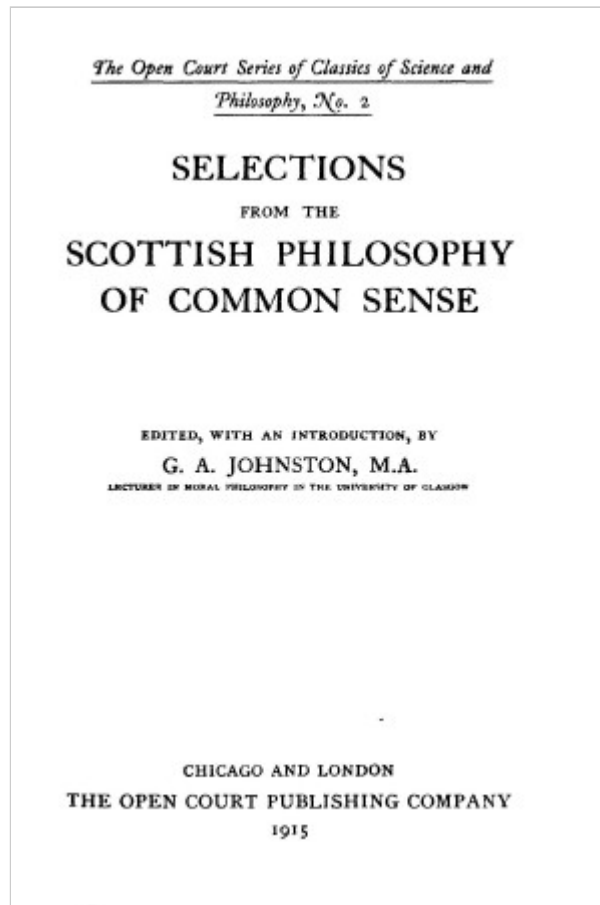 The Open Court Series of Classics of Science and
Philosophy, No. 2
SELECTIONS
FROM THE
SCOTTISH PHILOSOPHY
OF COMMON SENSE
EDITED, WITH AN INTRODUCTION, BY
G. A. JOHNSTON, M.A.
LECTURER IN MORAL PHILOSOPHY IN THE UNIVERSITY OF GLASGOW
CHICAGO AND LONDON
THE OPEN COURT PUBLISHING COMPANY
1915